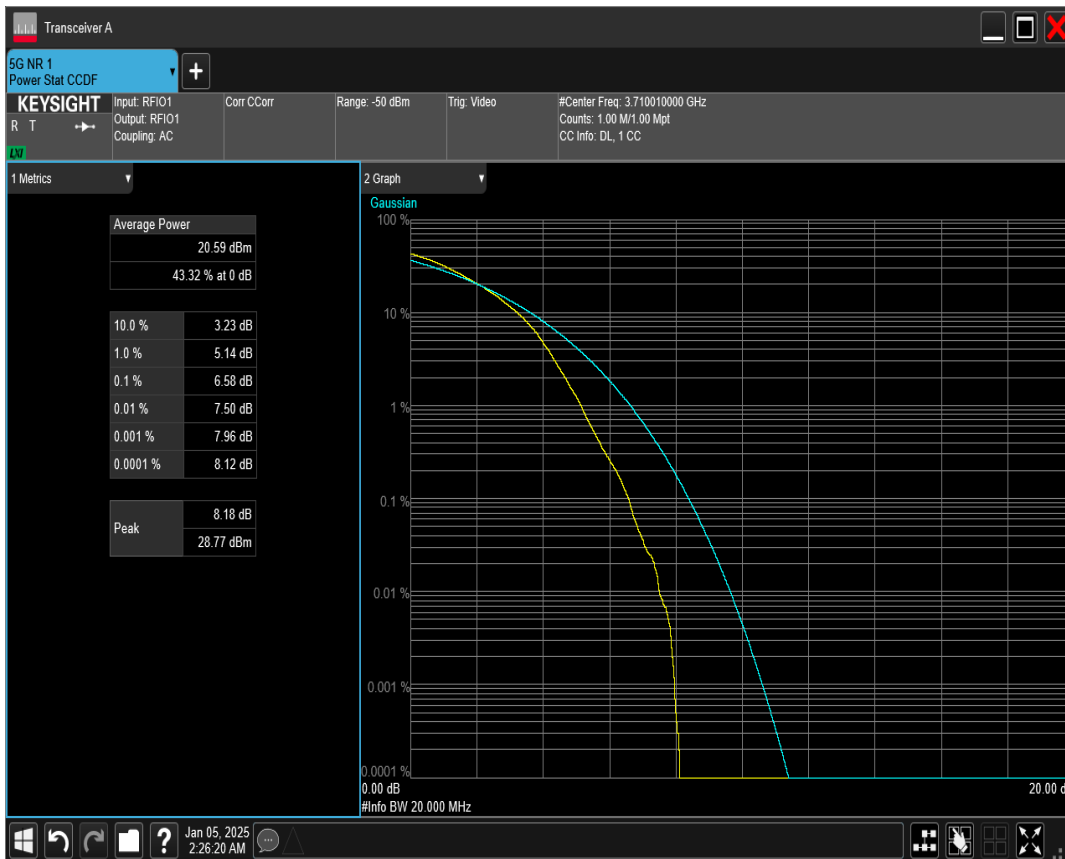 Transceiver A
5G NR 1
Power Stat CCDF
KEYSIGHT
R T
LXI
Input: RFIO1
Output: RFIO1
Coupling: AC
Corr CCorr
Range: -50 dBm
Trig: Video
#Center Freq: 3.710010000 GHz
Counts: 1.00 M/1.00 Mpt
CC Info: DL, 1 CC
1 Metrics
Average Power
20.59 dBm
43.32 % at 0 dB
10.0 % 3.23 dB
1.0 % 5.14 dB
0.1 % 6.58 dB
0.01 % 7.50 dB
0.001 % 7.96 dB
0.0001 % 8.12 dB
Peak
8.18 dB
28.77 dBm
2 Graph
Gaussian
100 %
10 %
1 %
0.1 %
0.01 %
0.001 %
0.0001 %
0.00 dB
20.00 d
#Info BW 20.000 MHz
Jan 05, 2025
2:26:20 AM